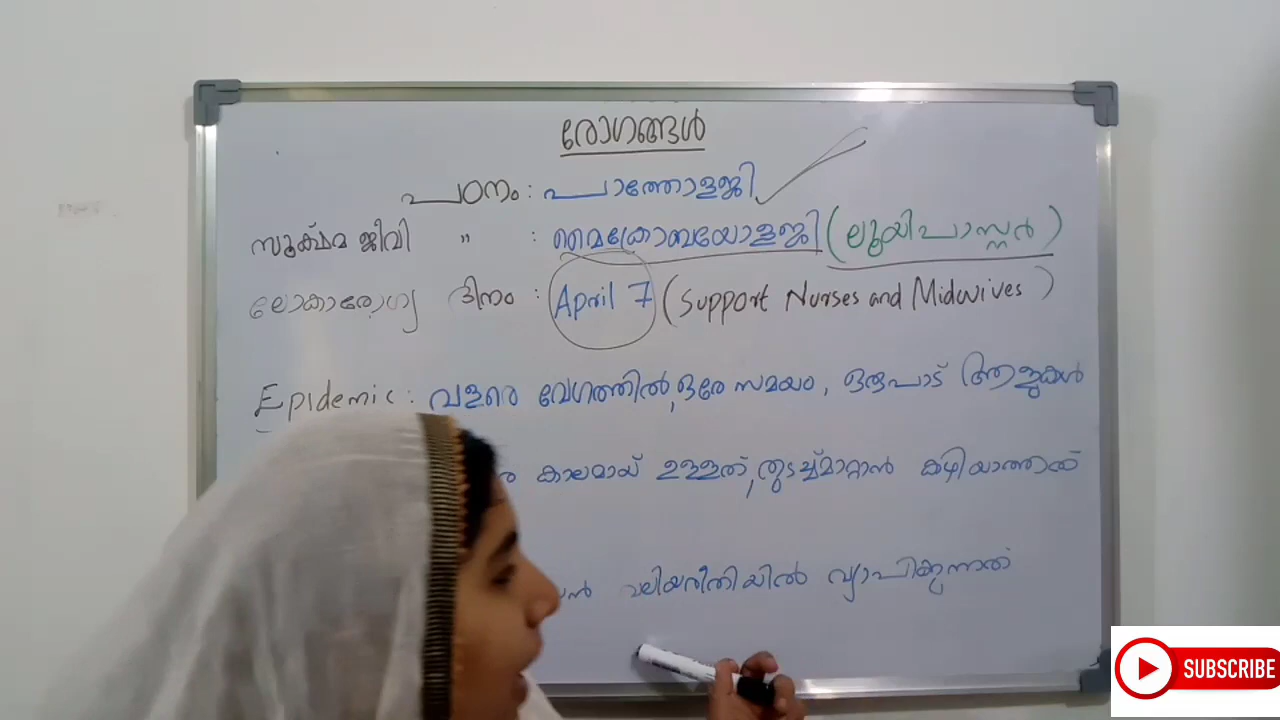 രോഗങ്ങൾ
പഠനം : പാത്തോളജി
സൂക്ഷ്മ ജീവി " : മൈക്രോബയോളജി (ലൂയിപാസ്റ്റർ)
ലോകാരോഗ്യ ദിനം : April 7 (Support Nurses and Midwives)
Epidemic : വളരെ വേഗത്തിൽ, ഒരേ സമയം, ഒരുപാട് ആളുകൾ
കാലമായ് ഉള്ളത്, തുടച്ച്മാറ്റാൻ കഴിയാത്തത്
വലിയരീതിയിൽ വ്യാപിക്കുന്നത്
SUBSCRIBE